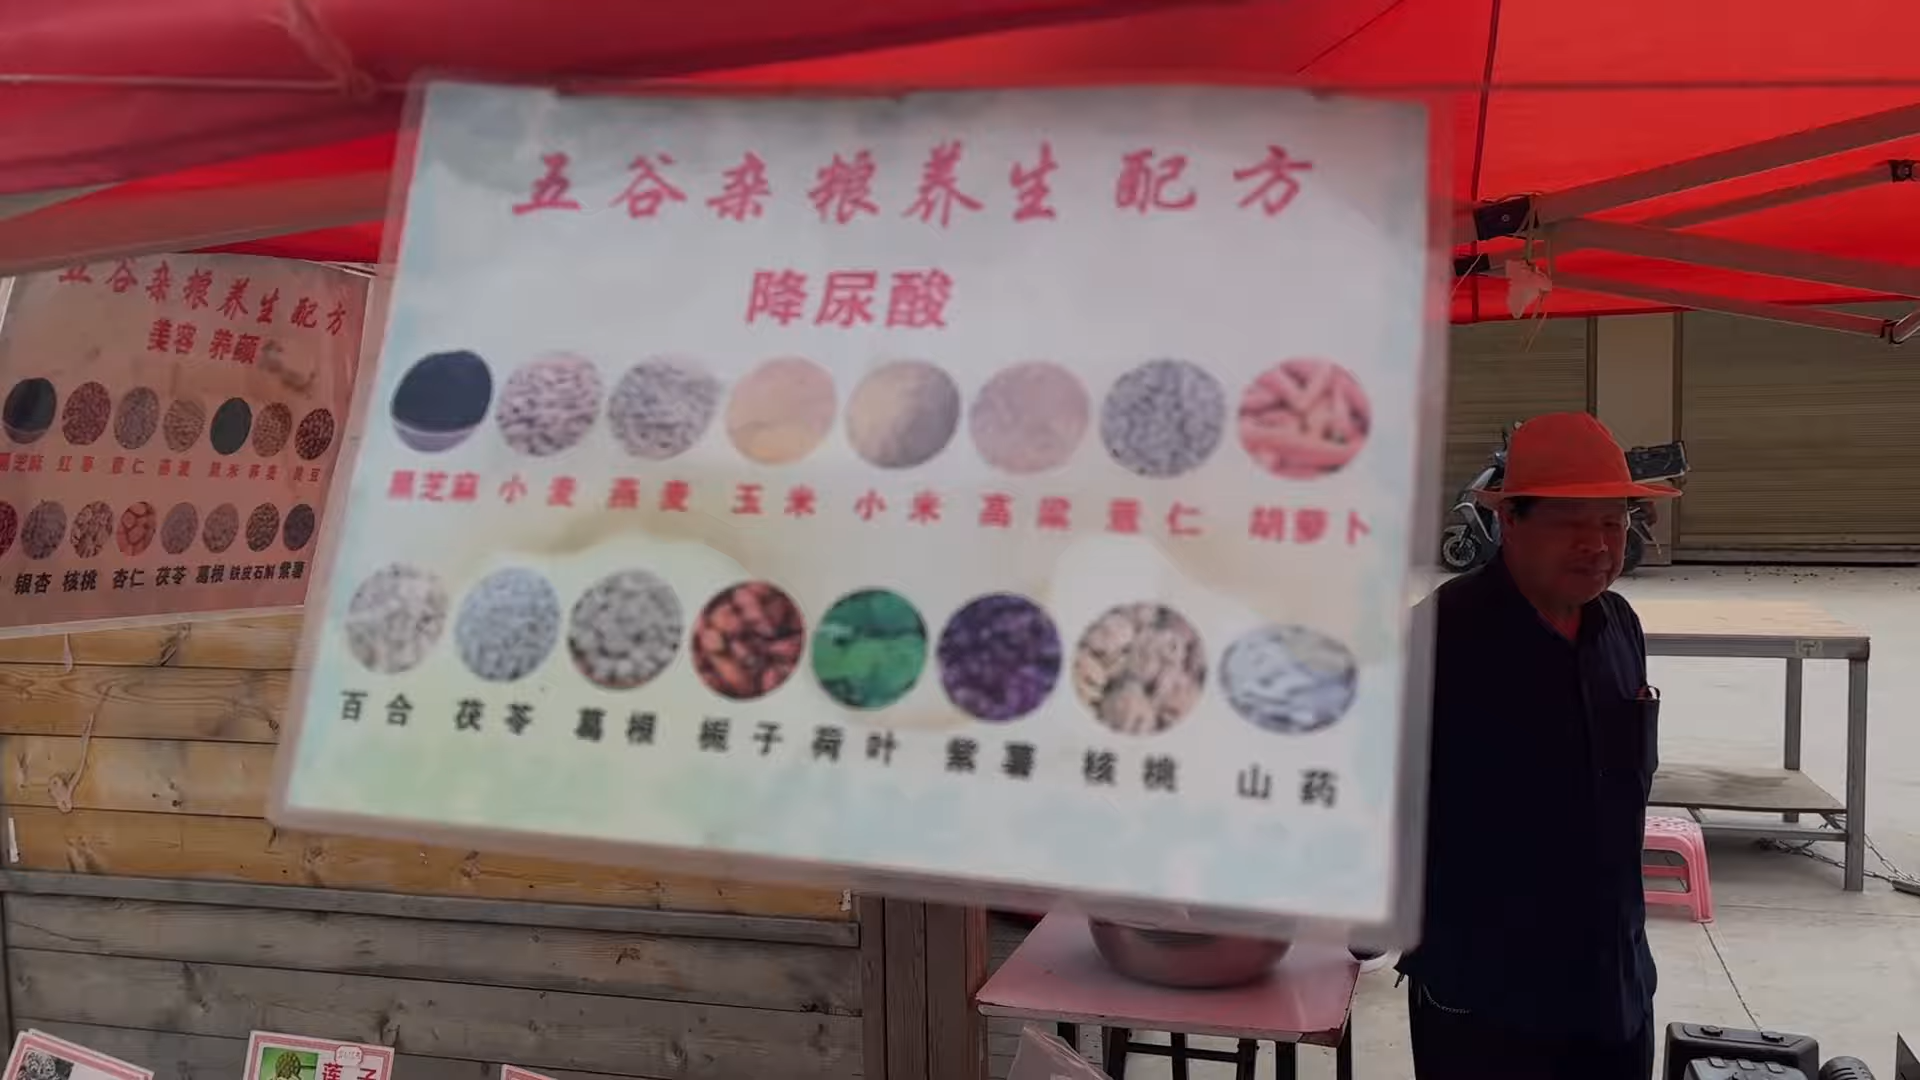 五谷杂粮养生配方
降尿酸
黑芝麻 小麦 燕麦 玉米 小米 高粱 薏仁 胡萝卜
百合 茯苓 葛根 栀子 荷叶 紫薯 核桃 山药
五谷杂粮养生配方
美容 养颜
黑芝麻 红枣 薏仁 燕麦 黑米 荞麦
银杏 核桃 杏仁 茯苓 葛根 铁皮石斛 紫薯
莲子